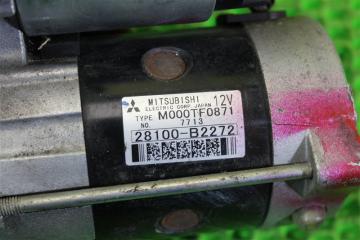 MITSUBISHI 12V
ELECTRIC CORP. JAPAN
TYPE M000TF0871
NO. 7713
28100-B2272